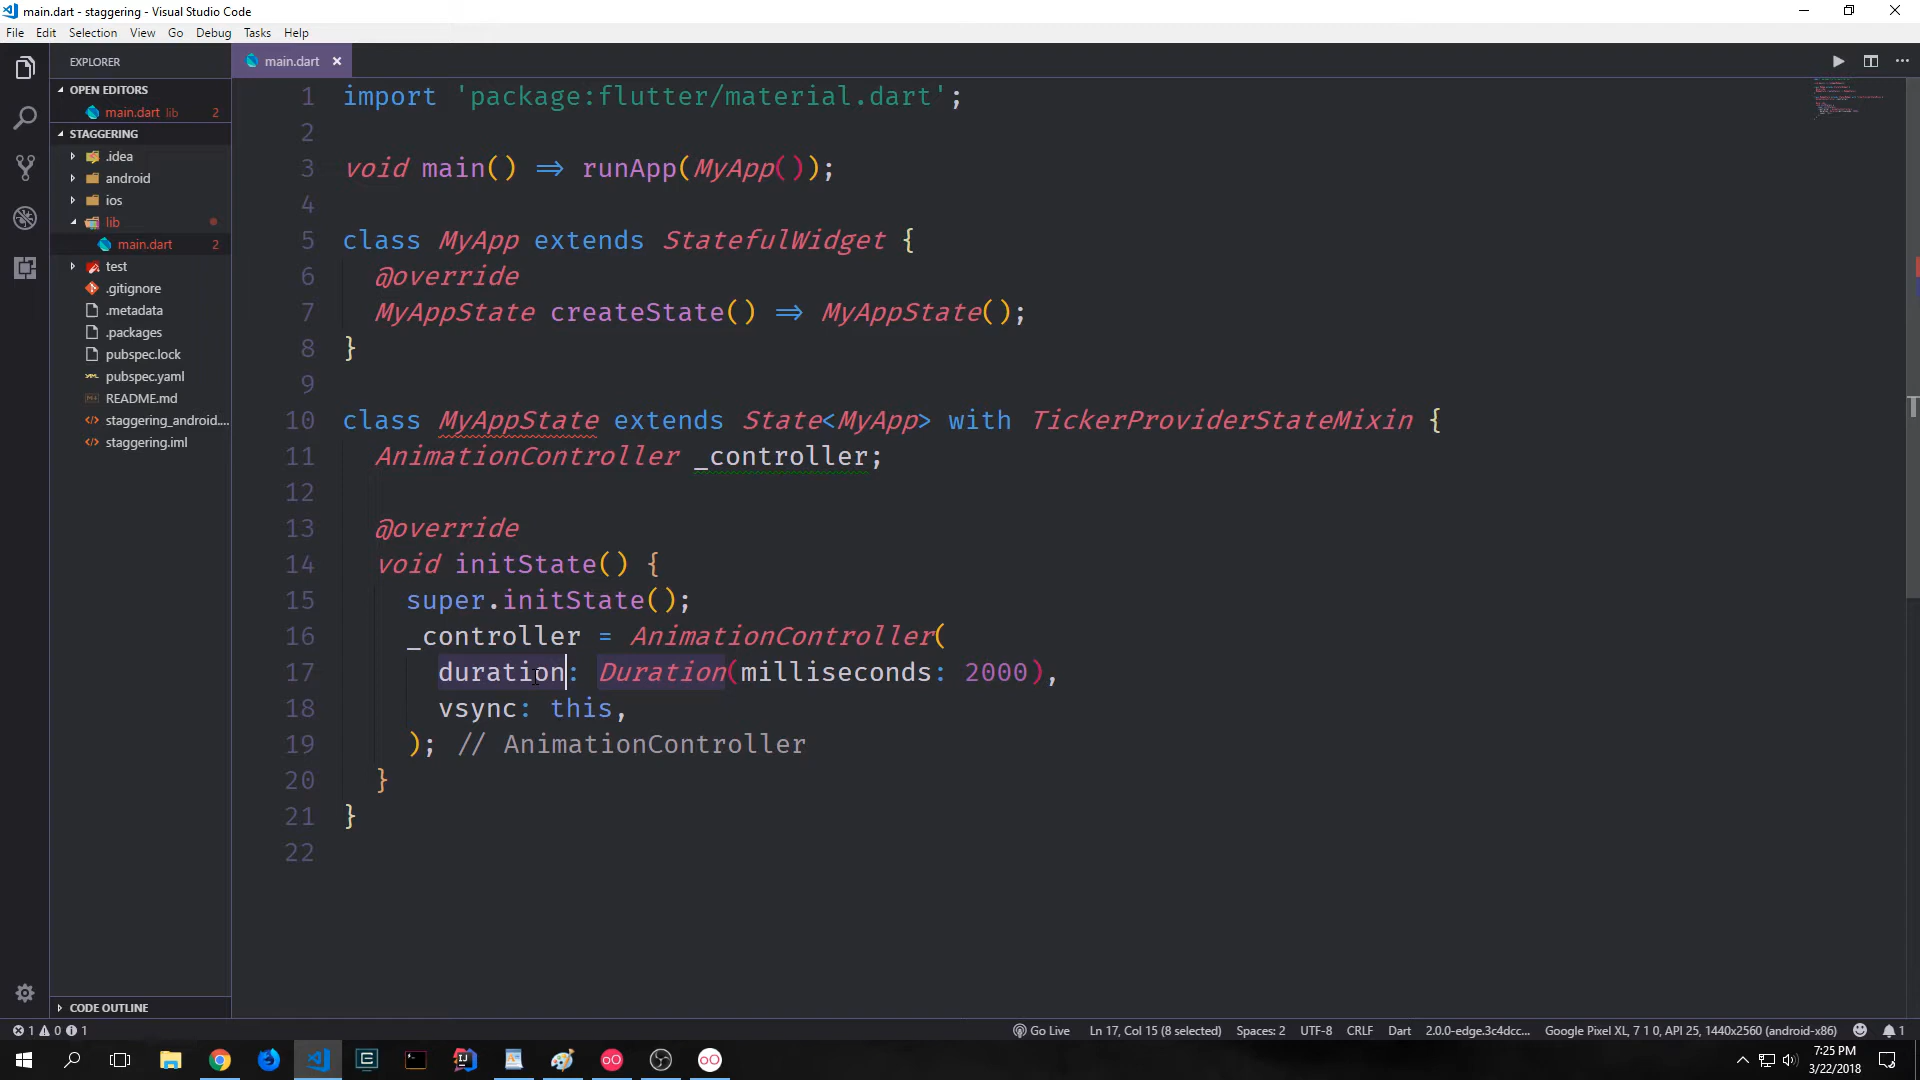 main.dart - staggering - Visual Studio Code
File Edit Selection View Go Debug Tasks Help
EXPLORER
OPEN EDITORS
main.dart lib 2
STAGGERING
.idea
android
ios
lib
main.dart 2
test
.gitignore
.metadata
.packages
pubspec.lock
pubspec.yaml
README.md
staggering_android....
staggering.iml
CODE OUTLINE
main.dart
1 import 'package:flutter/material.dart';
2
3 void main() => runApp(MyApp());
4
5 class MyApp extends StatefulWidget {
6 @override
7 MyAppState createState() => MyAppState();
8 }
9
10 class MyAppState extends State<MyApp> with TickerProviderStateMixin {
11 AnimationController _controller;
12
13 @override
14 void initState() {
15 super.initState();
16 _controller = AnimationController(
17 duration: Duration(milliseconds: 2000),
18 vsync: this,
19 ); // AnimationController
20 }
21 }
22
1 0 1 Go Live Ln 17, Col 15 (8 selected) Spaces: 2 UTF-8 CRLF Dart 2.0.0-edge.3c4dcc... Google Pixel XL, 7 1 0, API 25, 1440x2560 (android-x86) 1
7:25 PM
3/22/2018